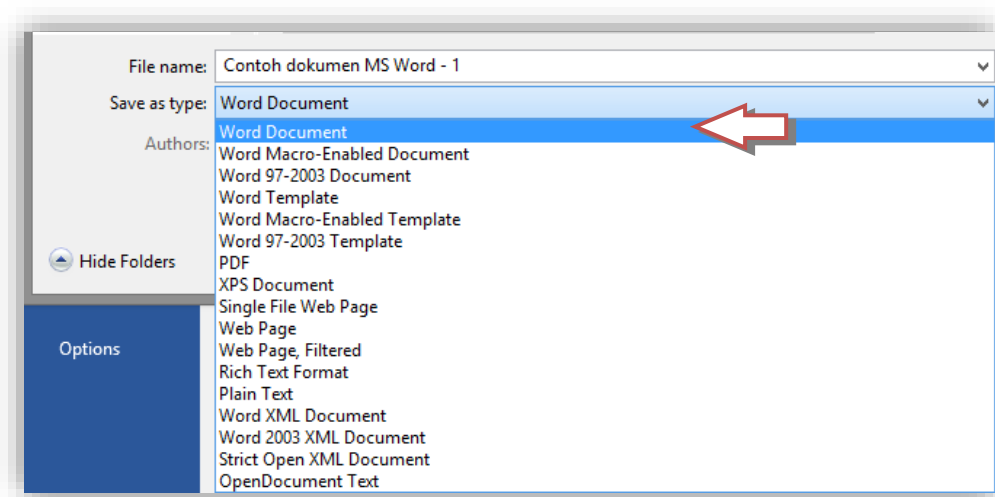 File name: Contoh dokumen MS Word - 1
Save as type: Word Document
Authors:
Word Document
Word Macro-Enabled Document
Word 97-2003 Document
Word Template
Word Macro-Enabled Template
Word 97-2003 Template
Hide Folders
PDF
XPS Document
Single File Web Page
Web Page
Options
Web Page, Filtered
Rich Text Format
Plain Text
Word XML Document
Word 2003 XML Document
Strict Open XML Document
OpenDocument Text